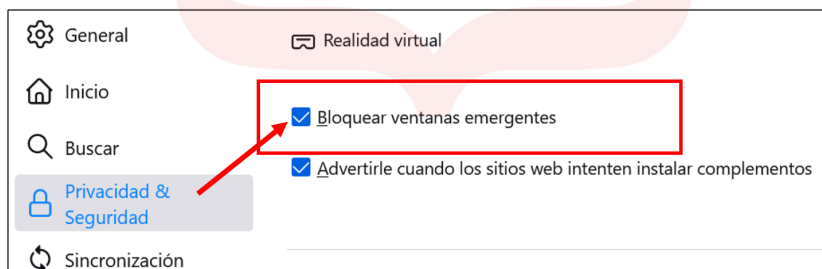 General
Inicio
Buscar
Privacidad &
Seguridad
Sincronización
Realidad virtual
Bloquear ventanas emergentes
Advertirle cuando los sitios web intenten instalar complementos